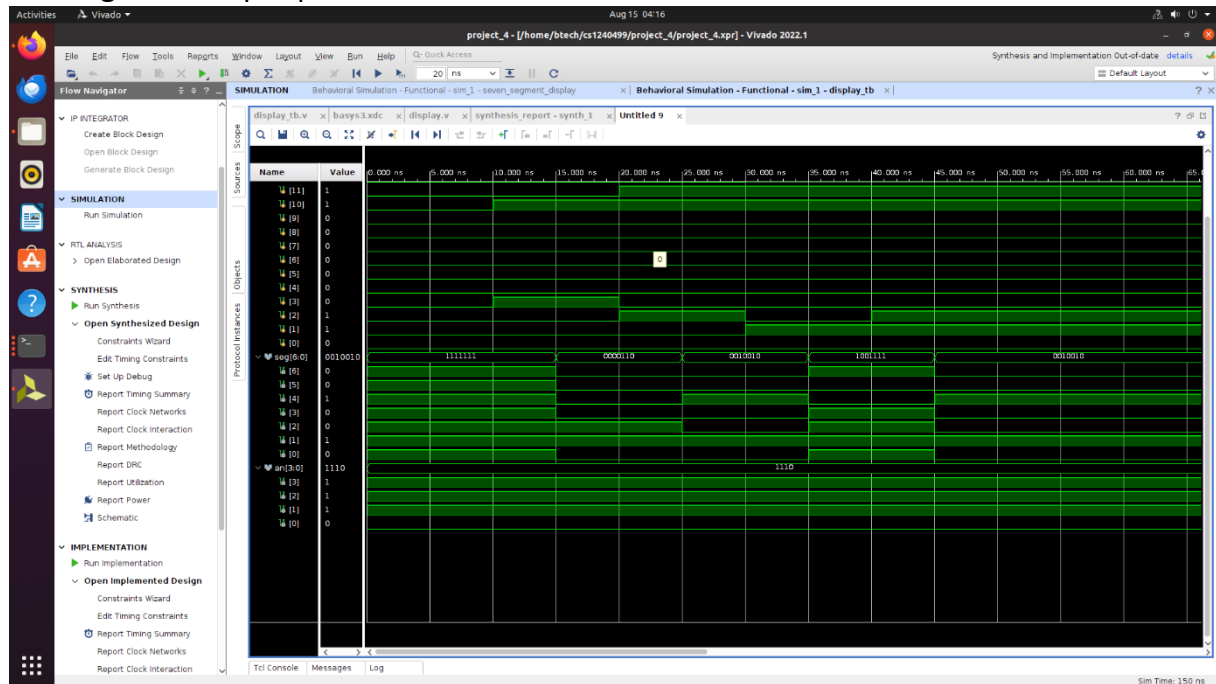 Activities
Vivado
Aug 15 04:16
project_4 - [/home/btech/cs1240499/project_4/project_4.xpr] - Vivado 2022.1
File Edit Flow Tools Reports Window Layout View Run Help Q- Quick Access
Synthesis and Implementation Out-of-date details
20 ns
Default Layout
Flow Navigator
SIMULATION Behavioral Simulation - Functional - sim_1 - seven_segment_display
Behavioral Simulation - Functional - sim_1 - display_tb
IP INTEGRATOR
Create Block Design
Open Block Design
Generate Block Design
SIMULATION
Run Simulation
RTL ANALYSIS
Open Elaborated Design
SYNTHESIS
Run Synthesis
Open Synthesized Design
Constraints Wizard
Edit Timing Constraints
Set Up Debug
Report Timing Summary
Report Clock Networks
Report Clock Interaction
Report Methodology
Report DRC
Report Utilization
Report Power
Schematic
IMPLEMENTATION
Run Implementation
Open Implemented Design
Constraints Wizard
Edit Timing Constraints
Report Timing Summary
Report Clock Networks
Report Clock Interaction
Scope
Sources
Objects
Protocol Instances
display_tb.v basys3.xdc display.v synthesis_report - synth_1 Untitled 9
Name Value 0.000 ns 5.000 ns 10.000 ns 15.000 ns 20.000 ns 25.000 ns 30.000 ns 35.000 ns 40.000 ns 45.000 ns 50.000 ns 55.000 ns 60.000 ns 65.
[11] 1
[10] 1
[9] 0
[8] 0
[7] 0
[6] 0 0
[5] 0
[4] 0
[3] 0
[2] 1
[1] 1
[0] 0
seg[6:0] 0010010 1111111 0000110 0010010 1001111 0010010
[6] 0
[5] 0
[4] 1
[3] 0
[2] 0
[1] 1
[0] 0
an[3:0] 1110 1110
[3] 1
[2] 1
[1] 1
[0] 0
Tcl Console Messages Log
Sim Time: 150 ns